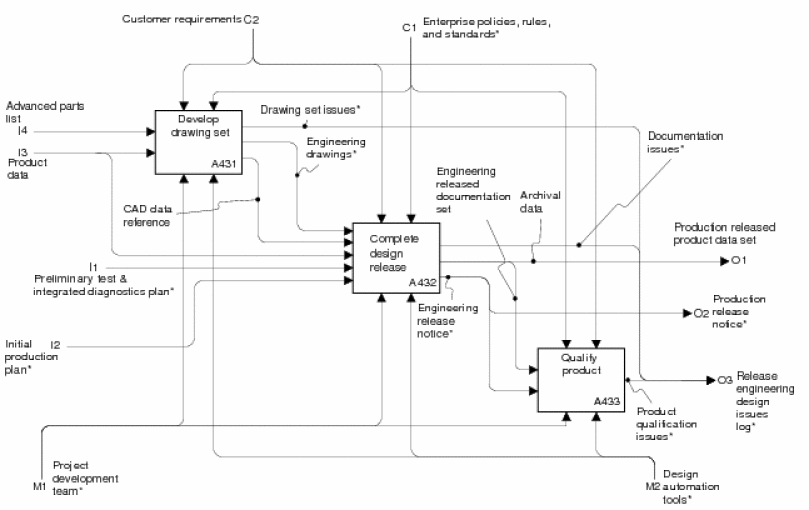 Customer requirements C2
C1 Enterprise policies, rules,
and standards*
Advanced parts
list
I4
I3
Product
data
Develop
drawing set
A431
Drawing set issues*
Engineering
drawings*
CAD data
reference
Documentation
issues*
Engineering
released
documentation
set
Archival
data
Production released
product data set
O1
Complete
design
release
A432
I1
Preliminary test &
integrated diagnostics plan*
Engineering
release
notice*
O2 Production
release
notice*
Initial I2
production
plan*
Qualify
product
A433
O3 Release
engineering
design
issues
log*
Product
qualification
issues*
M1 Project
development
team*
M2 Design
automation
tools*